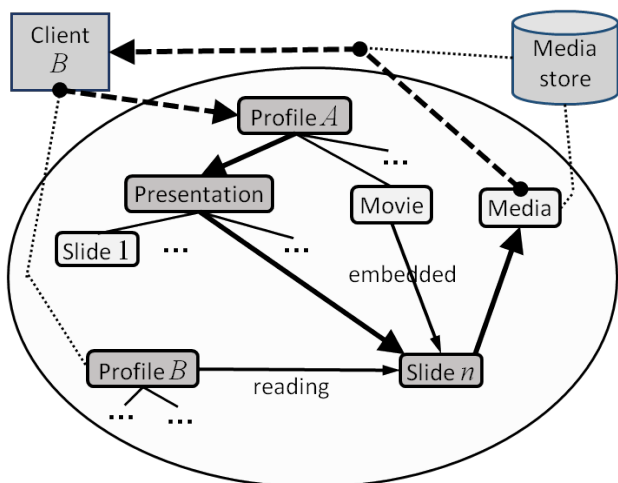 Client
B
Media
store
Profile A
...
Presentation
Movie
Media
Slide 1
...
...
embedded
Profile B
Slide n
reading
...
...